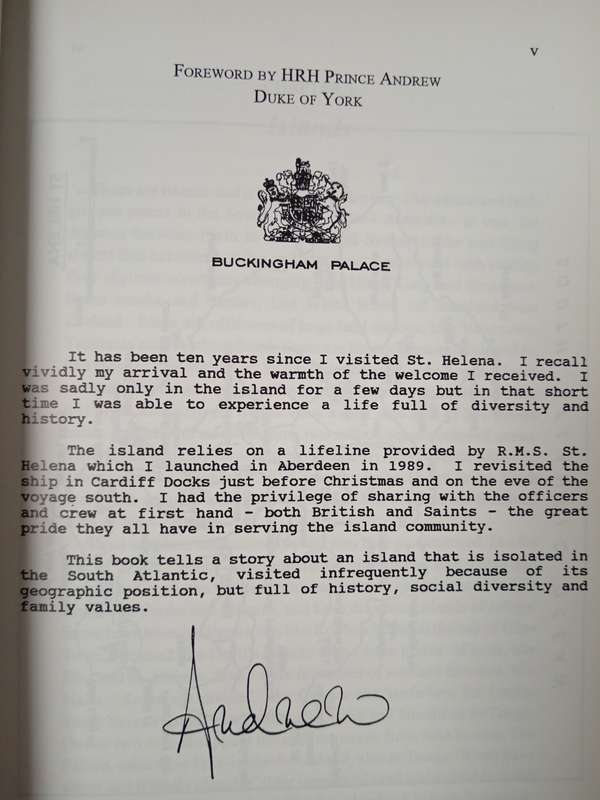 v
FOREWORD BY HRH PRINCE ANDREW
DUKE OF YORK
BUCKINGHAM PALACE
It has been ten years since I visited St. Helena. I recall
vividly my arrival and the warmth of the welcome I received. I
was sadly only in the island for a few days but in that short
time I was able to experience a life full of diversity and
history.
The island relies on a lifeline provided by R.M.S. St.
Helena which I launched in Aberdeen in 1989. I revisited the
ship in Cardiff Docks just before Christmas and on the eve of the
voyage south. I had the privilege of sharing with the officers
and crew at first hand - both British and Saints - the great
pride they all have in serving the island community.
This book tells a story about an island that is isolated in
the South Atlantic, visited infrequently because of its
geographic position, but full of history, social diversity and
family values.
Andrew